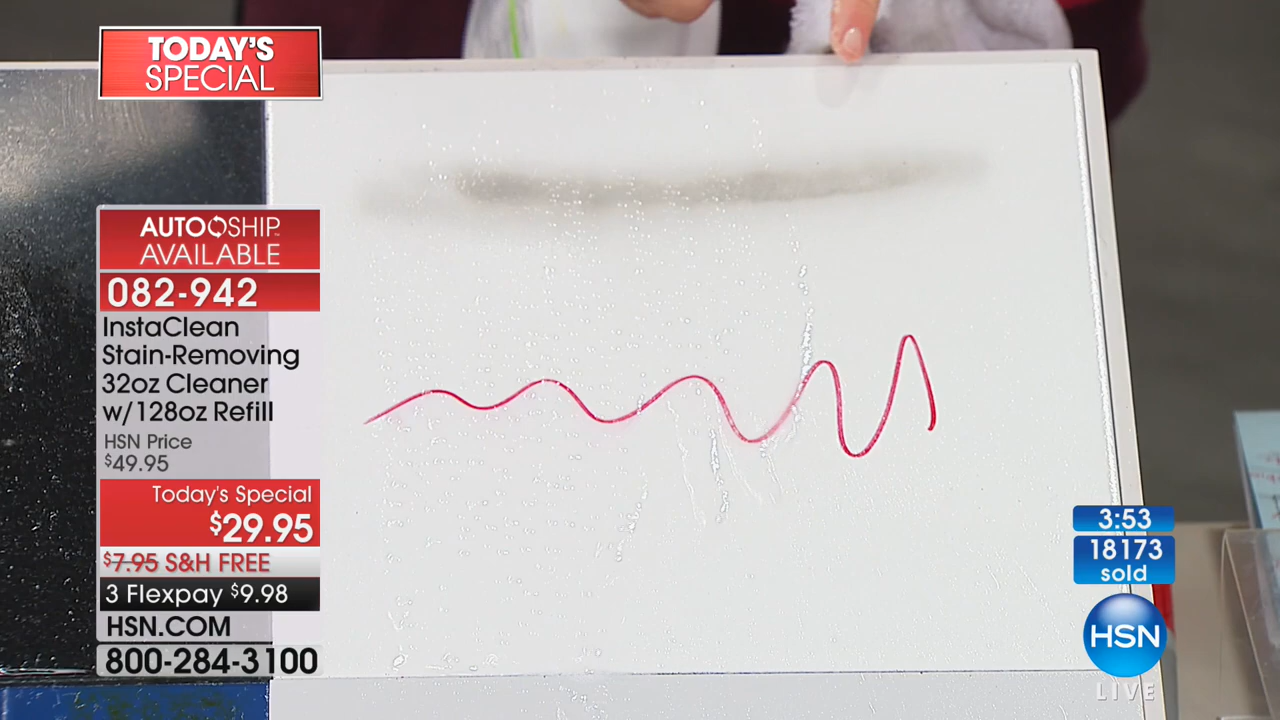 TODAY'S
SPECIAL
AUTOSHIP
AVAILABLE
082-942
InstaClean
Stain-Removing
32oz Cleaner
w/128oz Refill
HSN Price
$49.95
Today's Special
$29.95
$7.95 S&H FREE
3 Flexpay $9.98
HSN.COM
800-284-3100
3:53
18173
sold
HSN
LIVE